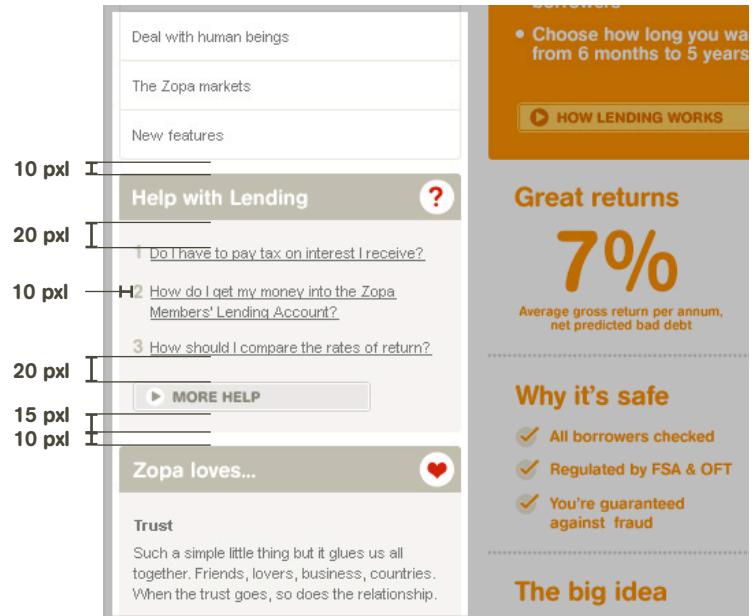 Deal with human beings
The Zopa markets
New features
10 pxl
Help with Lending
?
20 pxl
1 Do I have to pay tax on interest I receive?
10 pxl
2 How do I get my money into the Zopa
Members' Lending Account?
3 How should I compare the rates of return?
20 pxl
MORE HELP
15 pxl
10 pxl
Zopa loves...
Trust
Such a simple little thing but it glues us all
together. Friends, lovers, business, countries.
When the trust goes, so does the relationship.
borrowers
• Choose how long you wa
from 6 months to 5 years
HOW LENDING WORKS
Great returns
7%
Average gross return per annum,
net predicted bad debt
Why it's safe
All borrowers checked
Regulated by FSA & OFT
You're guaranteed
against fraud
The big idea